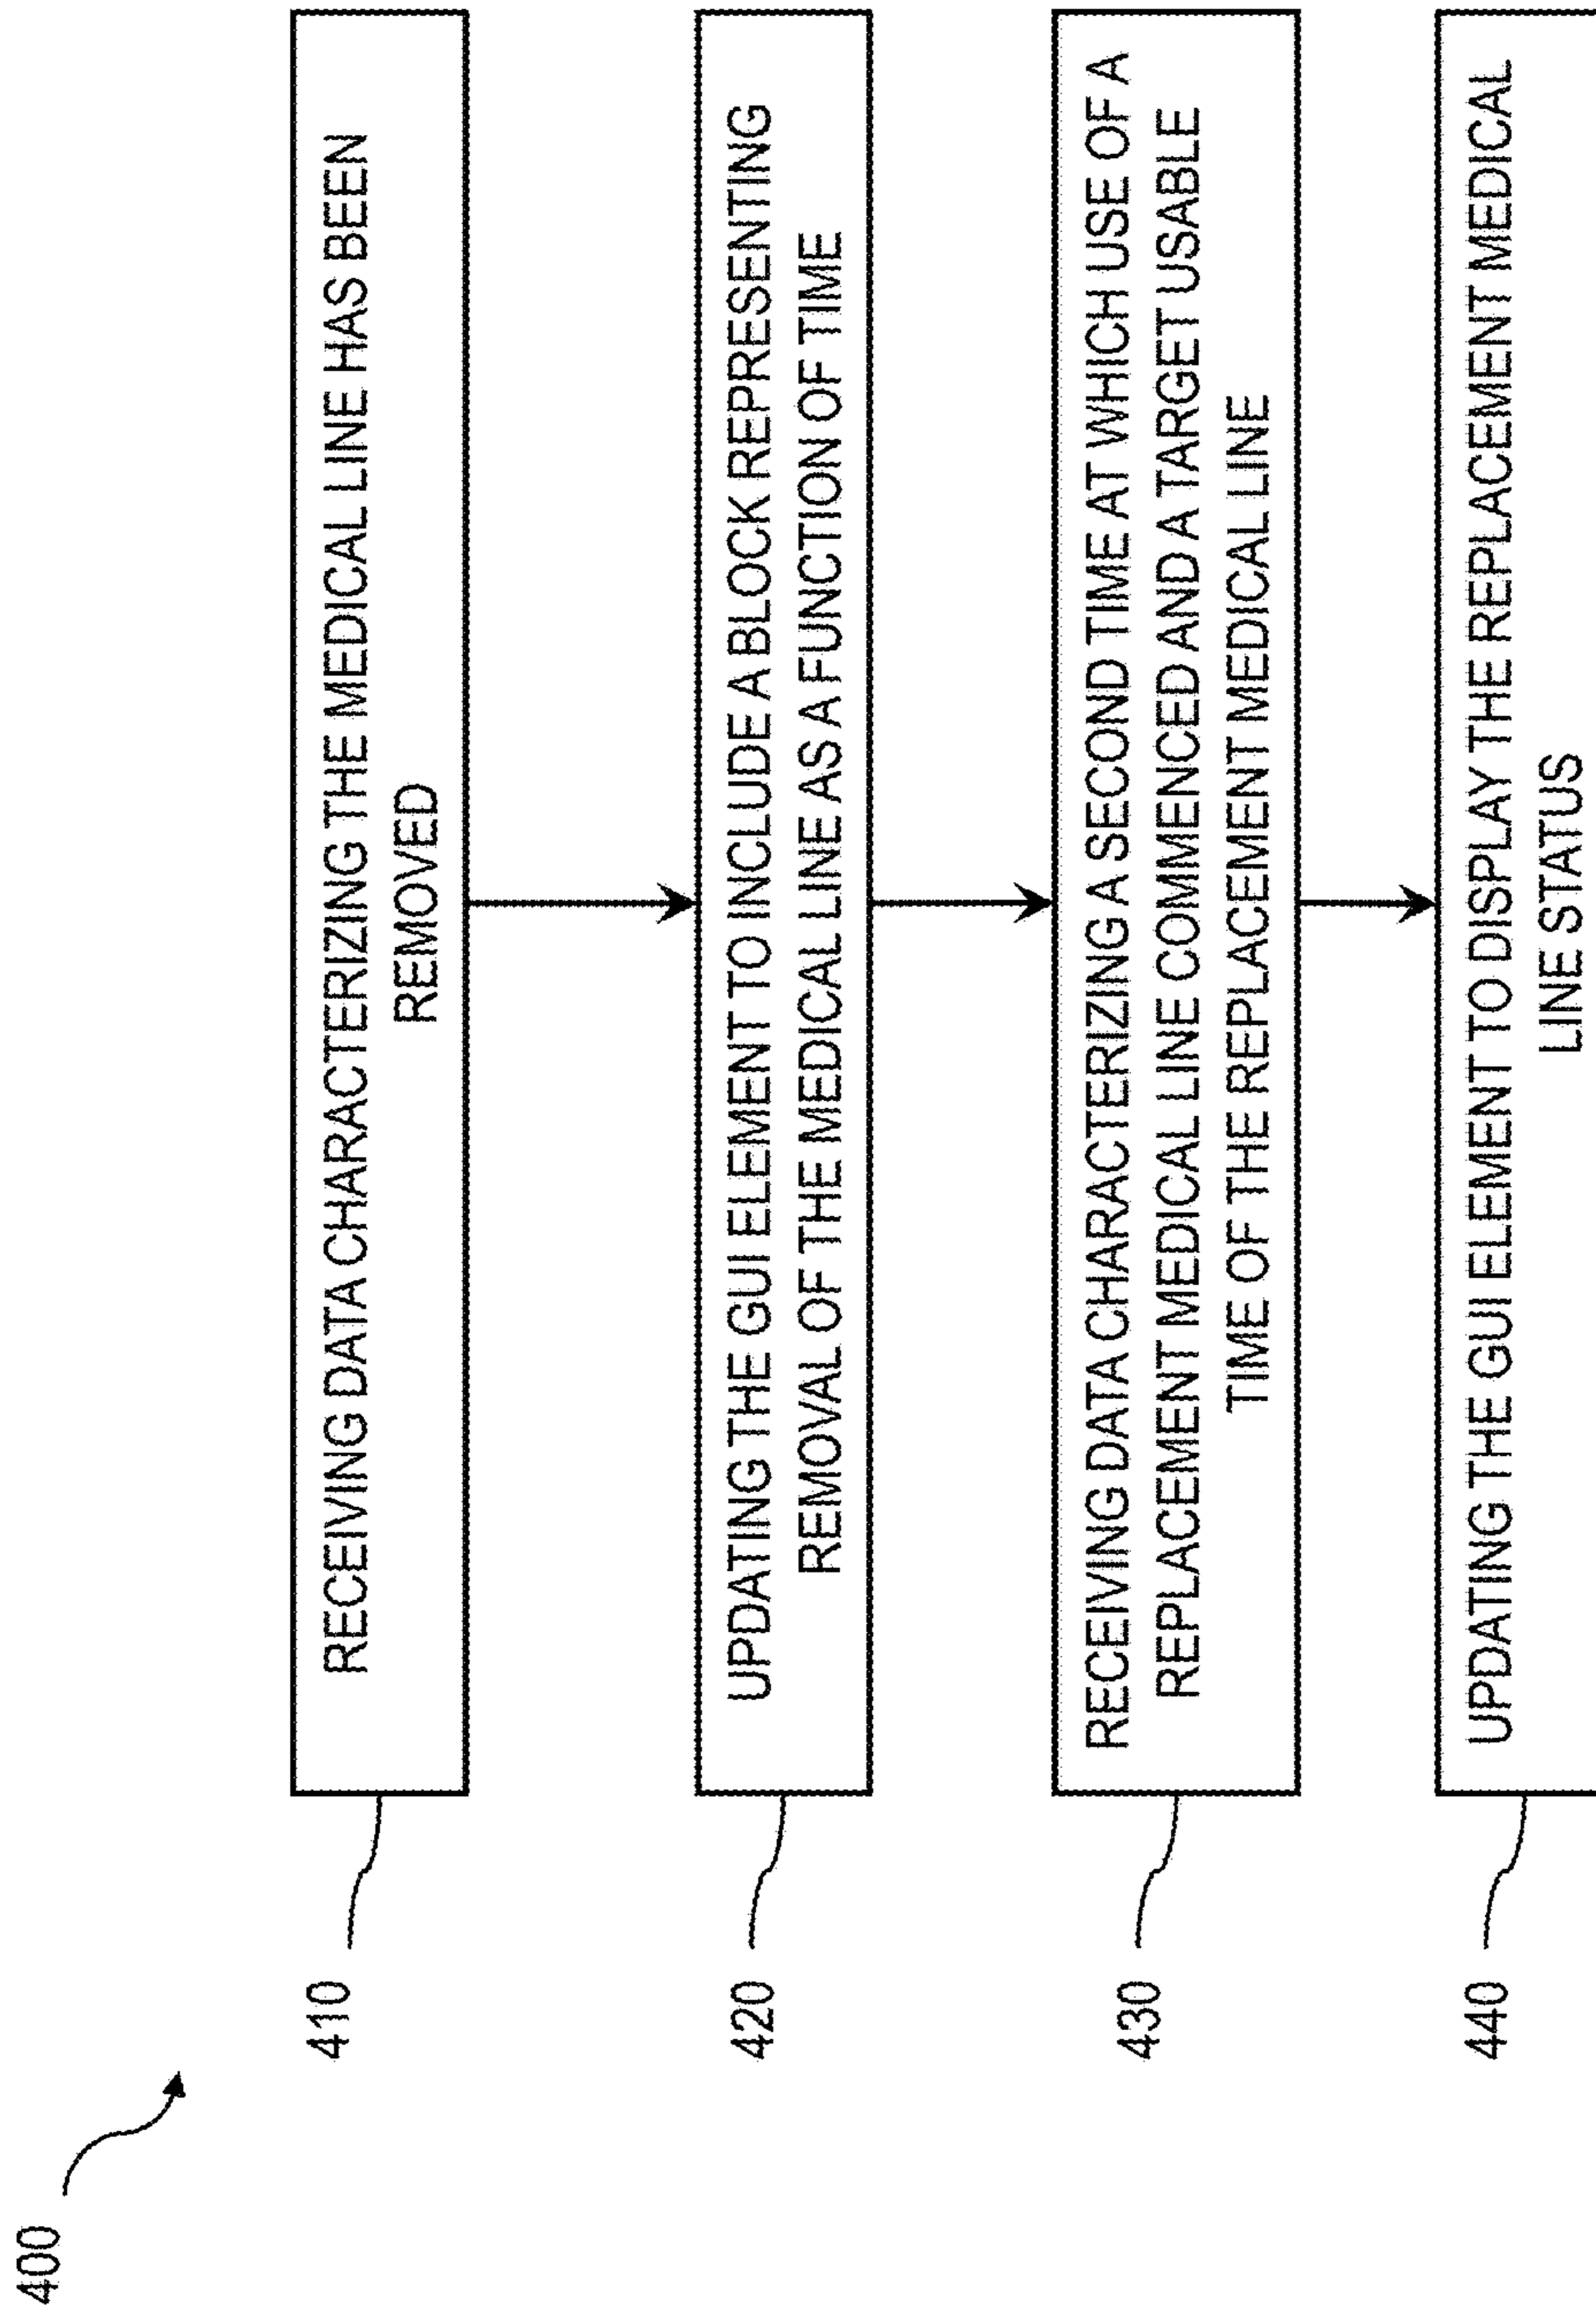 400
410
RECEIVING DATA CHARACTERIZING THE MEDICAL LINE HAS BEEN
REMOVED
420
UPDATING THE GUI ELEMENT TO INCLUDE A BLOCK REPRESENTING
REMOVAL OF THE MEDICAL LINE AS A FUNCTION OF TIME
430
RECEIVING DATA CHARACTERIZING A SECOND TIME AT WHICH USE OF A
REPLACEMENT MEDICAL LINE COMMENCED AND A TARGET USABLE
TIME OF THE REPLACEMENT MEDICAL LINE
440
UPDATING THE GUI ELEMENT TO DISPLAY THE REPLACEMENT MEDICAL
LINE STATUS